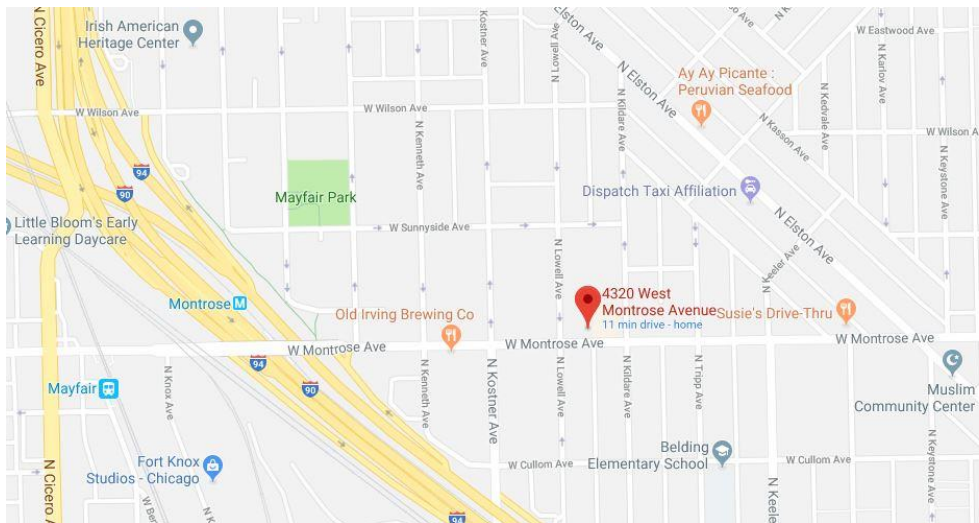 N Cicero Ave
Irish American
Heritage Center
Kostner Ave
N Lowell
N Elston Ave
W Eastwood Ave
N Elston Ave
Ay Ay Picante :
Peruvian Seafood
N Karlov Ave
N Kedvale Ave
N Kasson Ave
W Wilson Ave
W Wilson A
N Kenneth Ave
N Kildare Ave
N Keystone Ave
94
90
Mayfair Park
Dispatch Taxi Affiliation
Little Bloom's Early
Learning Daycare
W Sunnyside Ave
N Elston Ave
N Lowell Ave
Keeler Ave
Montrose M
4320 West
Montrose Avenue
11 min drive - home
Susie's Drive-Thru
Old Irving Brewing Co
W Montrose Ave
W Montrose Ave
W Montrose Ave
94
90
Mayfair
N Knox Ave
N Kenneth Ave
N Kostner Ave
N Lowell Ave
N Kildare Ave
N Tripp Ave
N
Muslim
Community Center
Belding
Elementary School
W Cullom Ave
W Cullom Ave
N Keystone Ave
Fort Knox
Studios - Chicago
N Cicero Ave
W Be
N K
N Keeler
94